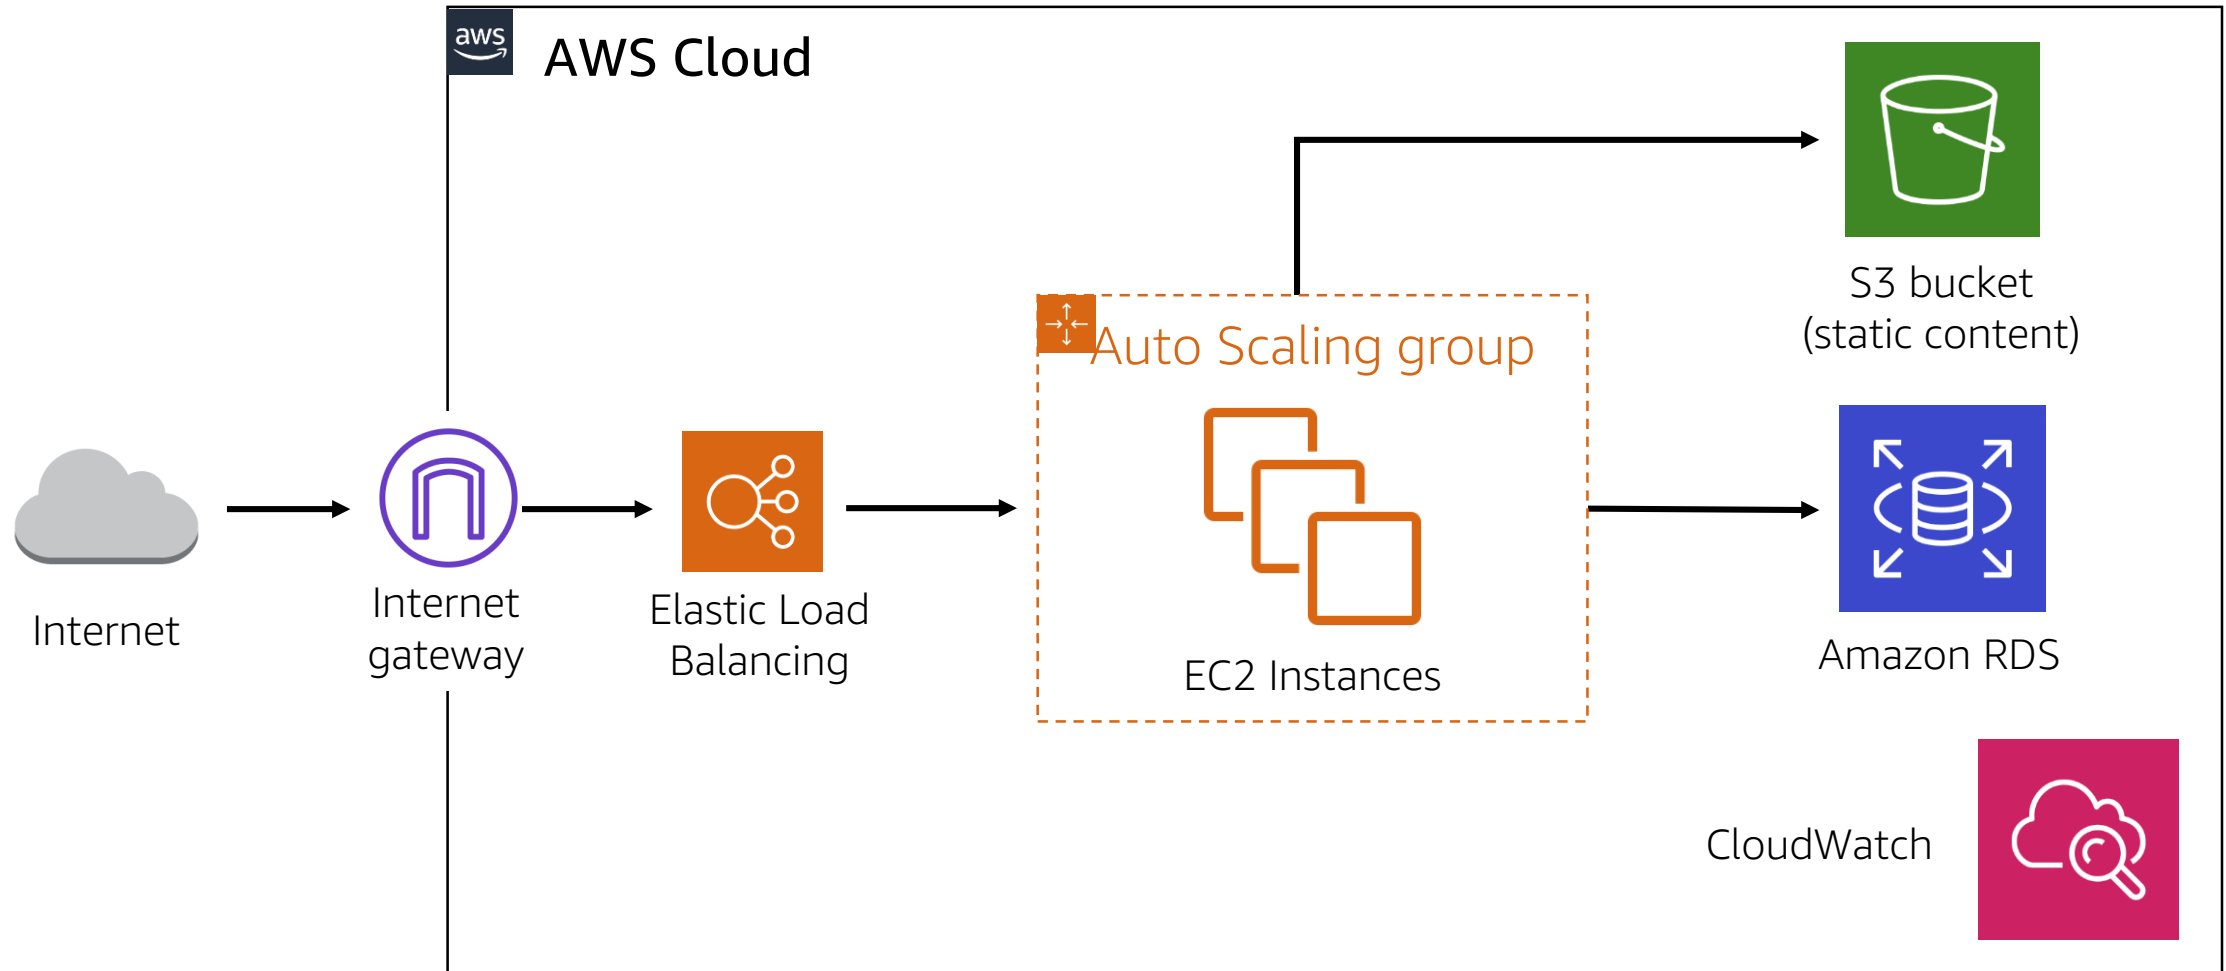 aws
AWS Cloud
S3 bucket
(static content)
Auto Scaling group
Internet
Internet
gateway
Elastic Load
Balancing
EC2 Instances
Amazon RDS
CloudWatch